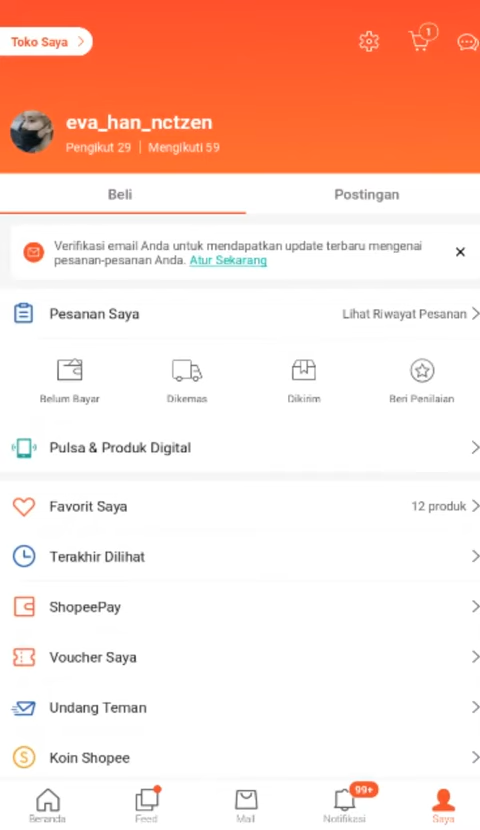 Toko Saya
1
eva_han_nctzen
Pengikut 29 | Mengikuti 59
Beli
Postingan
Verifikasi email Anda untuk mendapatkan update terbaru mengenai
pesanan-pesanan Anda. Atur Sekarang
Pesanan Saya
Lihat Riwayat Pesanan
Belum Bayar
Dikemas
Dikirim
Beri Penilaian
Pulsa & Produk Digital
Favorit Saya
12 produk
Terakhir Dilihat
ShopeePay
Voucher Saya
Undang Teman
Koin Shopee
99+
Beranda
Feed
Mall
Notifikasi
Saya